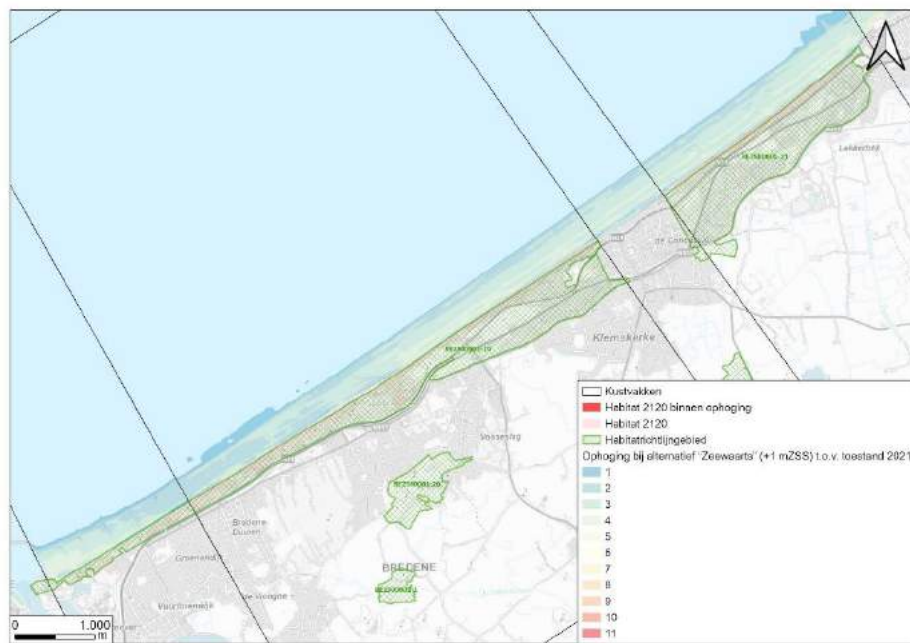 de Haan
Klemskerke
Vosseslag
Bredene-
Duinen
BREDENE
Kustvakken
Habitat 2120 binnen ophoging
Habitat 2120
Habitatrichtlijngebied
Ophoging bij alternatief "Zeewaarts" (+1 mZSS) t.o.v. toestand 2021
1
2
3
4
5
6
7
8
9
10
11
0 1.000
m